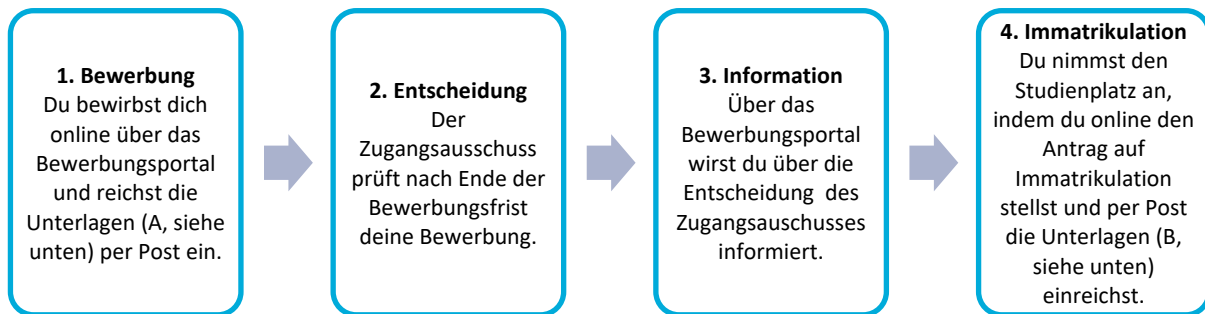 1. Bewerbung
Du bewirbst dich
online über das
Bewerbungsportal
und reichst die
Unterlagen (A, siehe
unten) per Post ein.
2. Entscheidung
Der
Zugangsausschuss
prüft nach Ende der
Bewerbungsfrist
deine Bewerbung.
3. Information
Über das
Bewerbungsportal
wirst du über die
Entscheidung des
Zugangsauschusses
informiert.
4. Immatrikulation
Du nimmst den
Studienplatz an,
indem du online den
Antrag auf
Immatrikulation
stellst und per Post
die Unterlagen (B,
siehe unten)
einreichst.